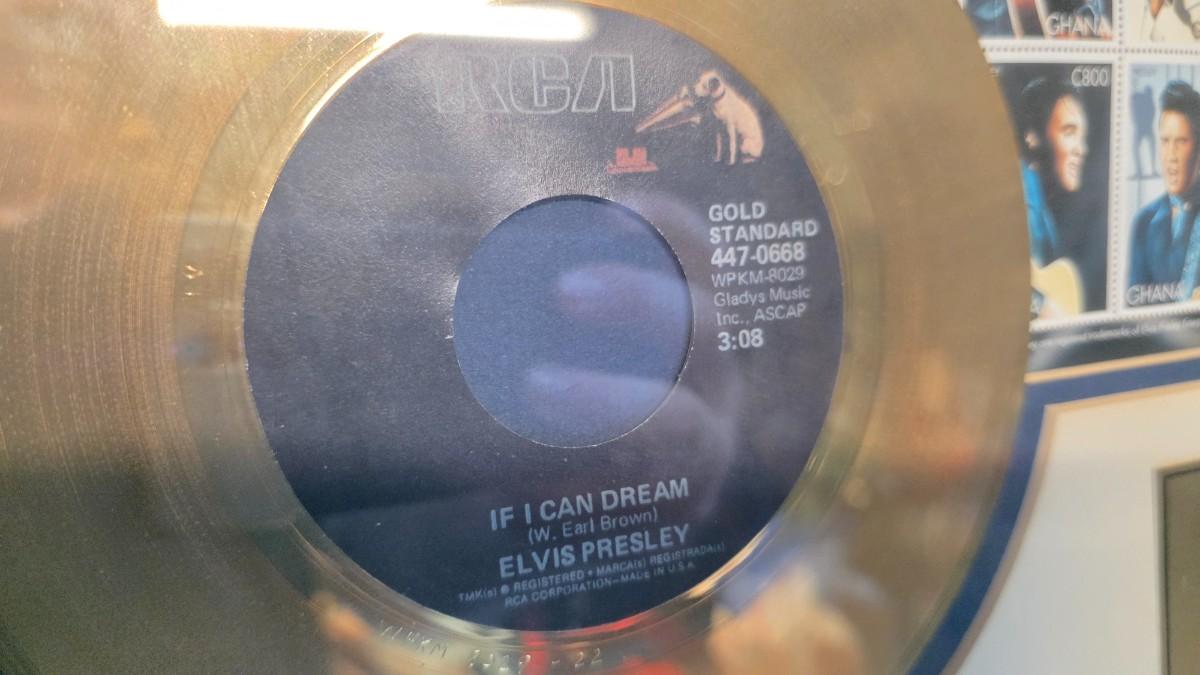 RCA
GOLD
STANDARD
447-0668
WPKM-8029
Gladys Music
Inc., ASCAP
3:08
IF I CAN DREAM
(W. Earl Brown)
ELVIS PRESLEY
TMK(s) ® REGISTERED • MARCA(s) REGISTRADA(s)
RCA CORPORATION—MADE IN U.S.A.
GHANA
C800
GHANA